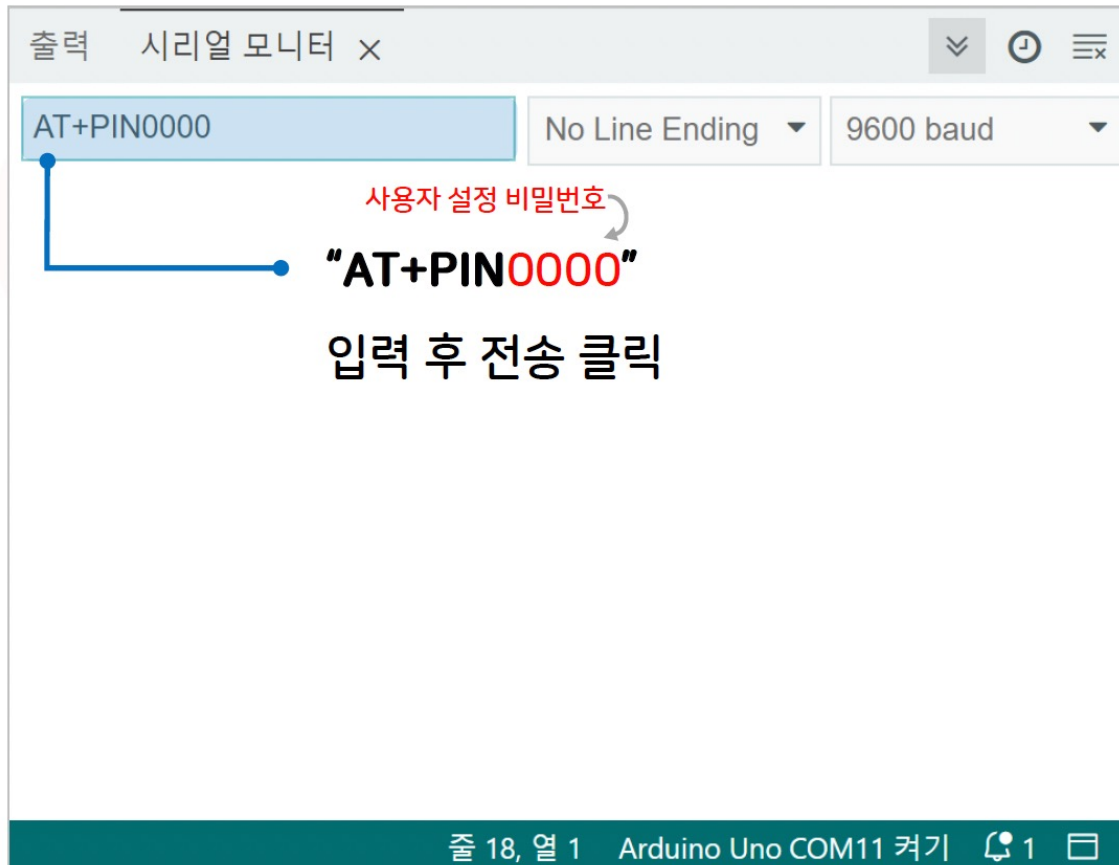 출력 시리얼 모니터
AT+PIN0000 No Line Ending 9600 baud
사용자 설정 비밀번호
"AT+PIN0000"
입력 후 전송 클릭
줄 18, 열 1 Arduino Uno COM11 켜기 1